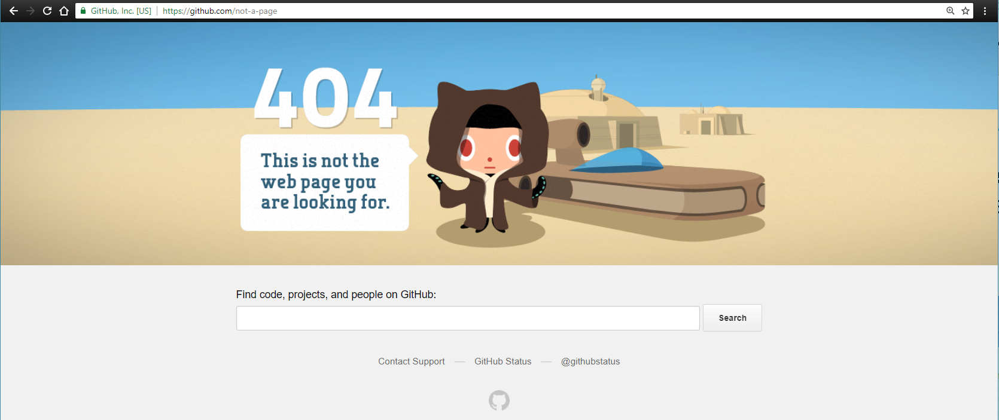 GitHub, Inc. [US] https://github.com/not-a-page
404
This is not the
web page you
are looking for.
Find code, projects, and people on GitHub:
Search
Contact Support — GitHub Status — @githubstatus